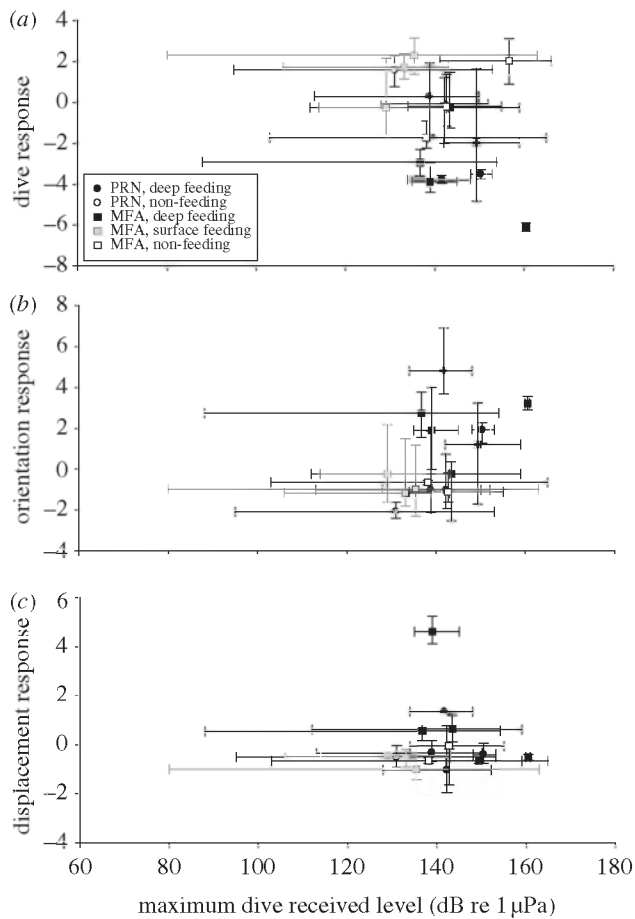 (a)
4
2
0
−2
−4
−6
−8
dive response
PRN, deep feeding
PRN, non-feeding
MFA, deep feeding
MFA, surface feeding
MFA, non-feeding
(b)
8
6
4
2
0
−2
−4
orientation response
(c)
6
4
2
0
−2
−4
displacement response
60 80 100 120 140 160 180
maximum dive received level (dB re 1 µPa)